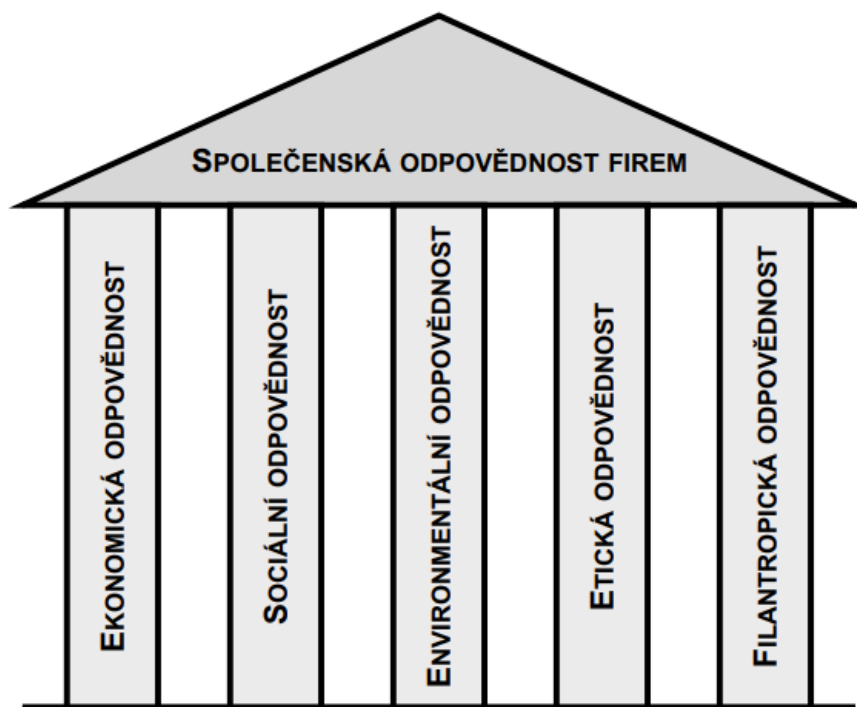 SPOLEČENSKÁ ODPOVĚDNOST FIREM
EKONOMICKÁ ODPOVĚDNOST
SOCIÁLNÍ ODPOVĚDNOST
ENVIRONMENTÁLNÍ ODPOVĚDNOST
ETICKÁ ODPOVĚDNOST
FILANTROPICKÁ ODPOVĚDNOST